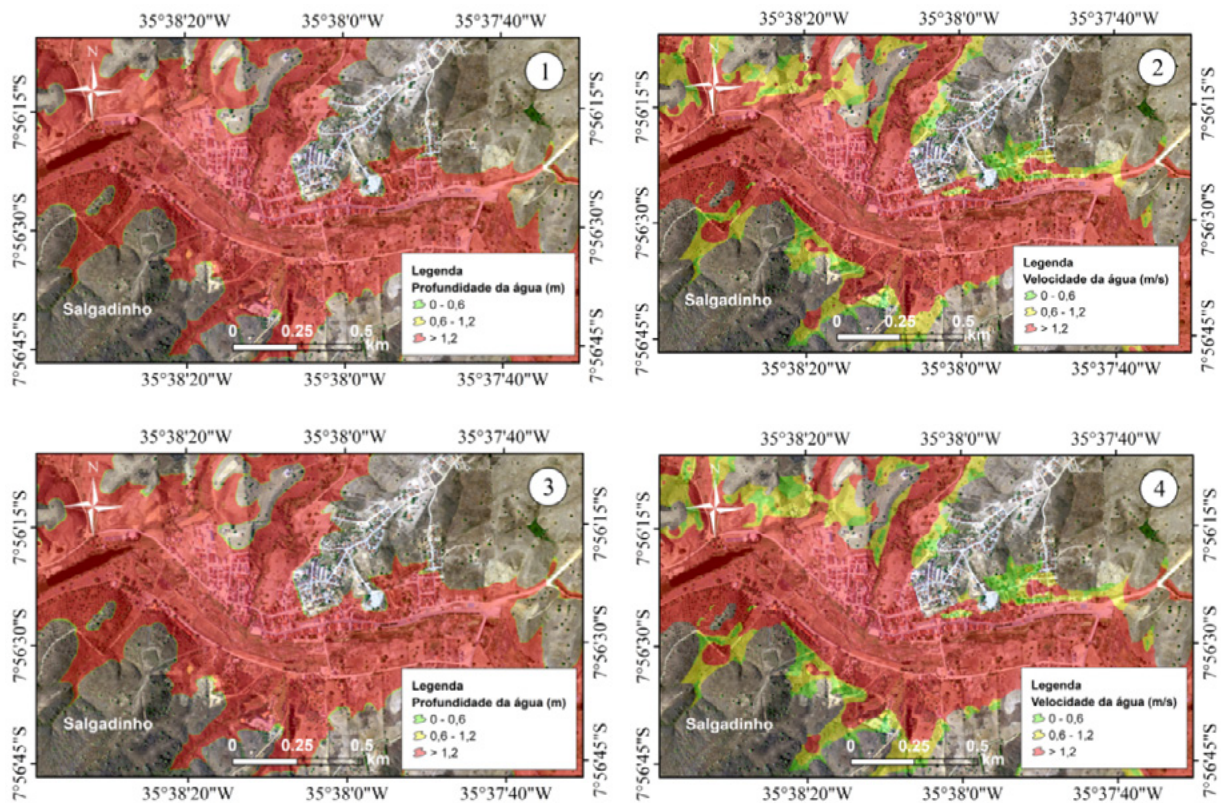 35°38'20"W 35°38'0"W 35°37'40"W
7°56'15"S 7°56'30"S 7°56'45"S
N
1
Salgadinho
Legenda
Profundidade da água (m)
0 - 0,6
0,6 - 1,2
> 1,2
0 0.25 0.5
km
7°56'15"S 7°56'30"S 7°56'45"S
35°38'20"W 35°38'0"W 35°37'40"W
35°38'20"W 35°38'0"W 35°37'40"W
7°56'15"S 7°56'30"S 7°56'45"S
N
2
Salgadinho
Legenda
Velocidade da água (m/s)
0 - 0,6
0,6 - 1,2
> 1,2
0 0.25 0.5
km
7°56'15"S 7°56'30"S 7°56'45"S
35°38'20"W 35°38'0"W 35°37'40"W
35°38'20"W 35°38'0"W 35°37'40"W
7°56'15"S 7°56'30"S 7°56'45"S
N
3
Salgadinho
Legenda
Profundidade da água (m)
0 - 0,6
0,6 - 1,2
> 1,2
0 0.25 0.5
km
7°56'15"S 7°56'30"S 7°56'45"S
35°38'20"W 35°38'0"W 35°37'40"W
35°38'20"W 35°38'0"W 35°37'40"W
7°56'15"S 7°56'30"S 7°56'45"S
N
4
Salgadinho
Legenda
Velocidade da água (m/s)
0 - 0,6
0,6 - 1,2
> 1,2
0 0.25 0.5
km
7°56'15"S 7°56'30"S 7°56'45"S
35°38'20"W 35°38'0"W 35°37'40"W